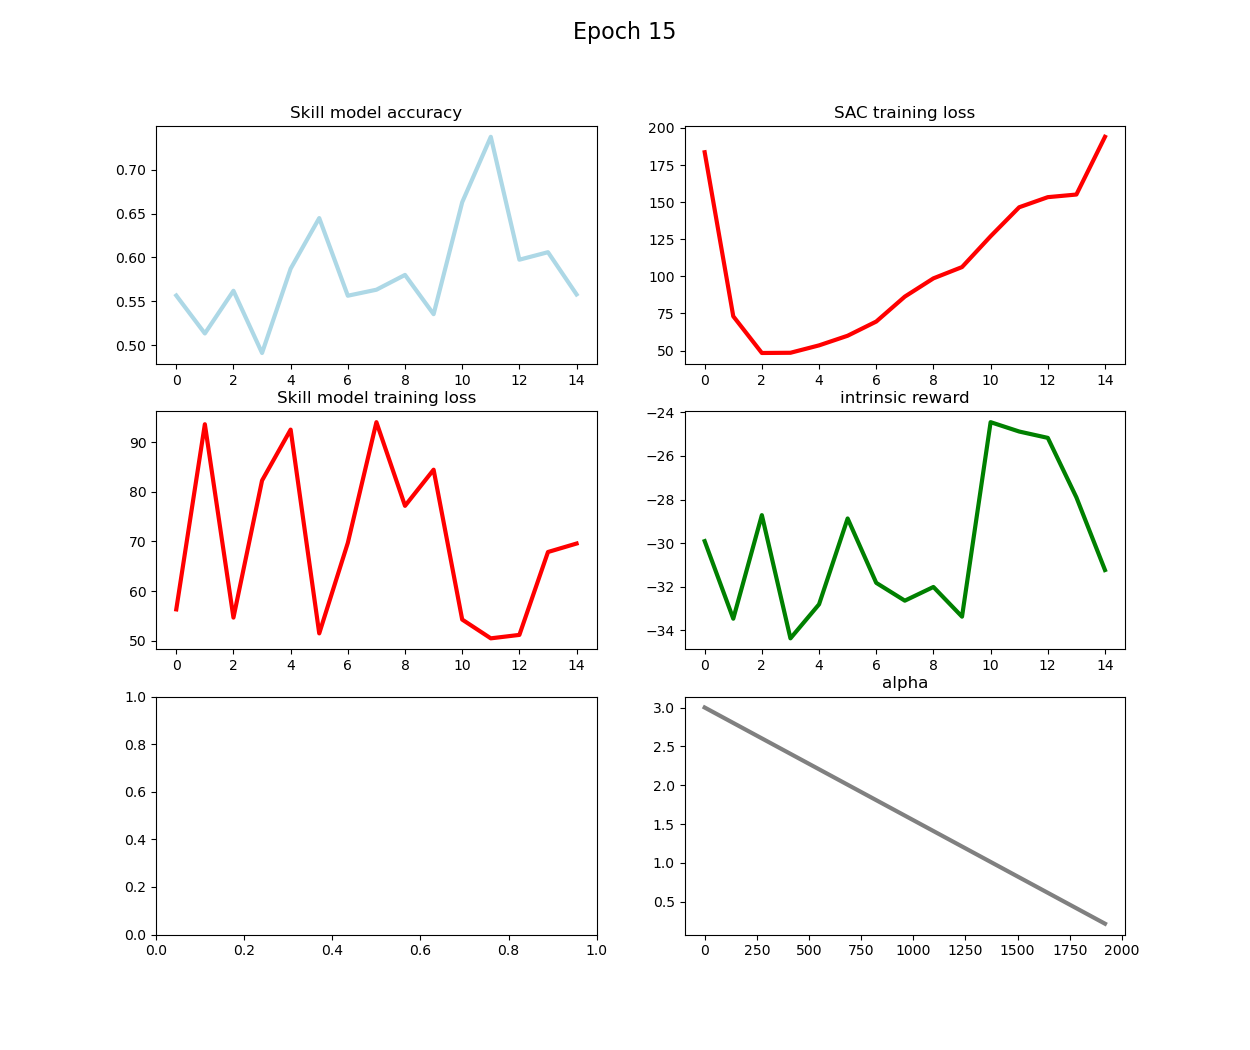 Epoch 15
Skill model accuracy
0.70
0.65
0.60
0.55
0.50
0 2 4 6 8 10 12 14
SAC training loss
200
175
150
125
100
75
50
0 2 4 6 8 10 12 14
Skill model training loss
90
80
70
60
50
0 2 4 6 8 10 12 14
intrinsic reward
−24
−26
−28
−30
−32
−34
0 2 4 6 8 10 12 14
1.0
0.8
0.6
0.4
0.2
0.0
0.0 0.2 0.4 0.6 0.8 1.0
alpha
3.0
2.5
2.0
1.5
1.0
0.5
0 250 500 750 1000 1250 1500 1750 2000